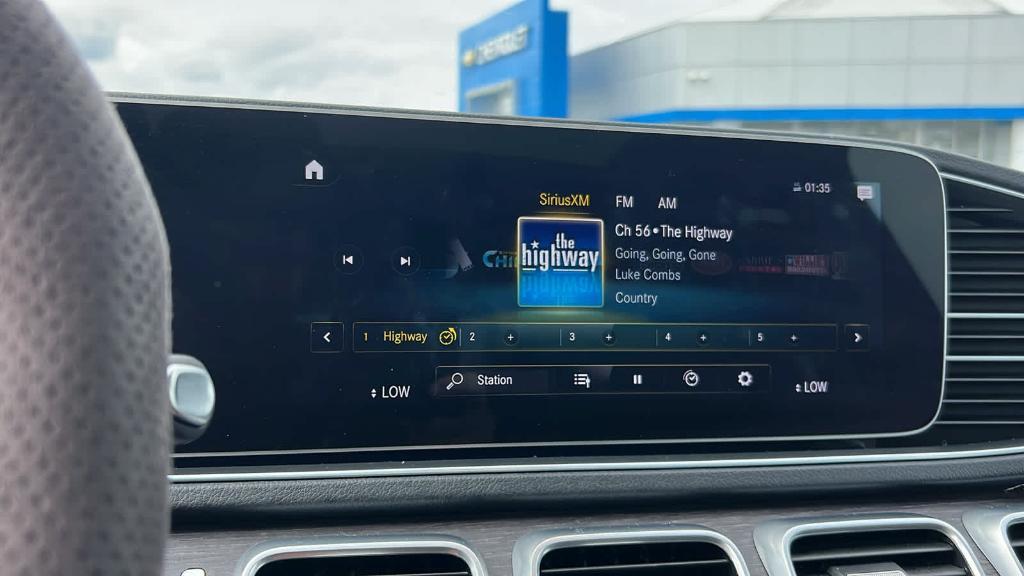 CHEVROLET
01:35
SiriusXM FM AM
the highway
Ch 56 • The Highway
Going, Going, Gone
Luke Combs
Country
1 Highway 2 + 3 + 4 + 5 +
Station
LOW LOW